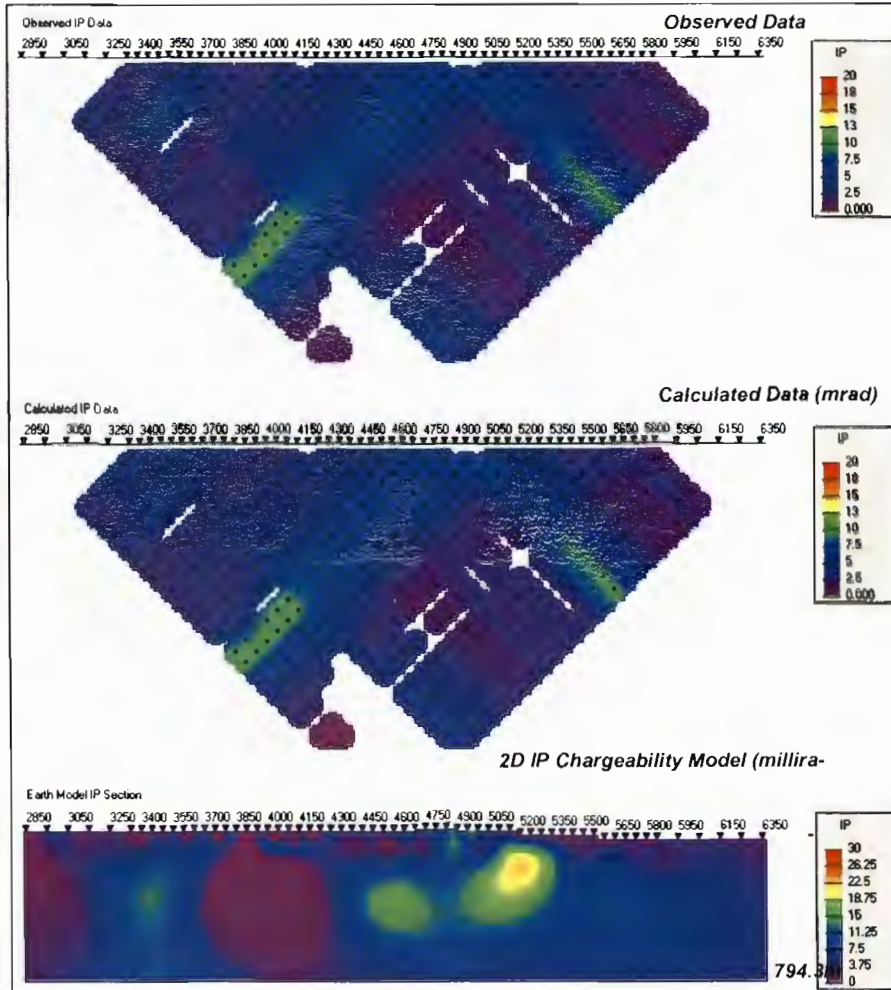 Observed IP Data
Observed Data
2850 3050 3250 3400 3550 3700 3850 4000 4150 4300 4450 4600 4750 4900 5050 5200 5350 5500 5650 5800 5950 6150 6350
IP
20
18
15
13
10
7.5
5
2.5
0.000
Calculated Data (mrad)
Calculated IP Data
2850 3050 3250 3400 3550 3700 3850 4000 4150 4300 4450 4600 4750 4900 5050 5200 5350 5500 5650 5800 5950 6150 6350
IP
20
18
15
13
10
7.5
5
2.5
0.000
2D IP Chargeability Model (millira-
Earth Model IP Section
2850 3050 3250 3400 3550 3700 3850 4000 4150 4300 4450 4600 4750 4900 5050 5200 5350 5500 5650 5800 5950 6150 6350
IP
30
26.25
22.5
18.75
15
11.25
7.5
3.75
0